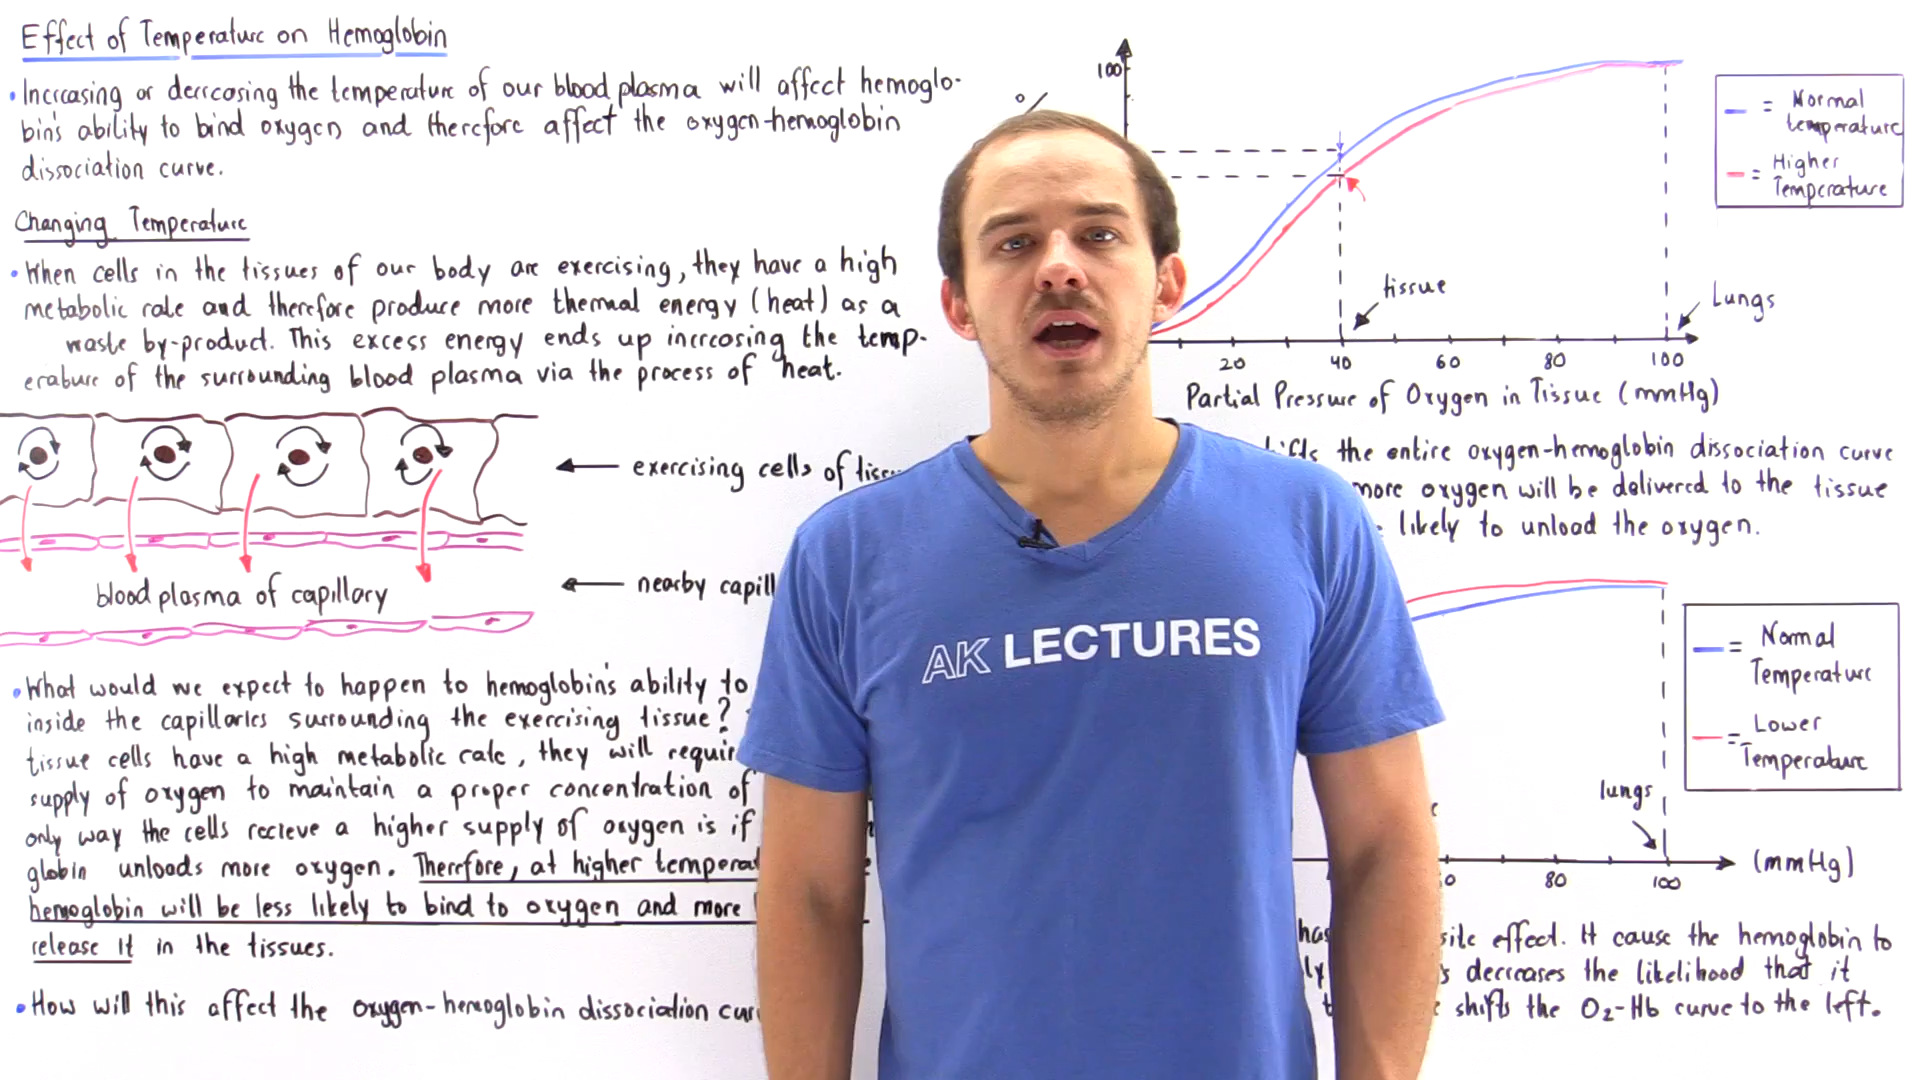 Effect of Temperature on Hemoglobin
• Increasing or decreasing the temperature of our blood plasma will affect hemoglo-
bin's ability to bind oxygen and therefore affect the oxygen-hemoglobin
dissociation curve.
Changing Temperature
• When cells in the tissues of our body are exercising, they have a high
metabolic rate and therefore produce more thermal energy (heat) as a
waste by-product. This excess energy ends up increasing the temp-
erature of the surrounding blood plasma via the process of heat.
exercising cells of
blood plasma of capillary
nearby
• What would we expect to happen to hemoglobin's ability to
inside the capillaries surrounding the exercising tissue?
tissue cells have a high metabolic rate, they will
supply of oxygen to maintain a proper concentration of
only way the cells recieve a higher supply of oxygen is if
globin unloads more oxygen. Therefore, at higher
hemoglobin will be less likely to bind to oxygen and more
release it in the tissues.
• How will this affect the oxygen-hemoglobin dissociation
100
%
= Normal
temperature
= Higher
Temperature
tissue
Lungs
20 40 60 80 100
Partial Pressure of Oxygen in Tissue (mmHg)
the entire oxygen-hemoglobin dissociation curve
more oxygen will be delivered to the tissue
likely to unload the oxygen.
AK LECTURES
= Normal
Temperature
= Lower
Temperature
lungs
80 100
(mmHg)
effect. It cause the hemoglobin to
decreases the likelihood that it
shifts the O2-Hb curve to the left.